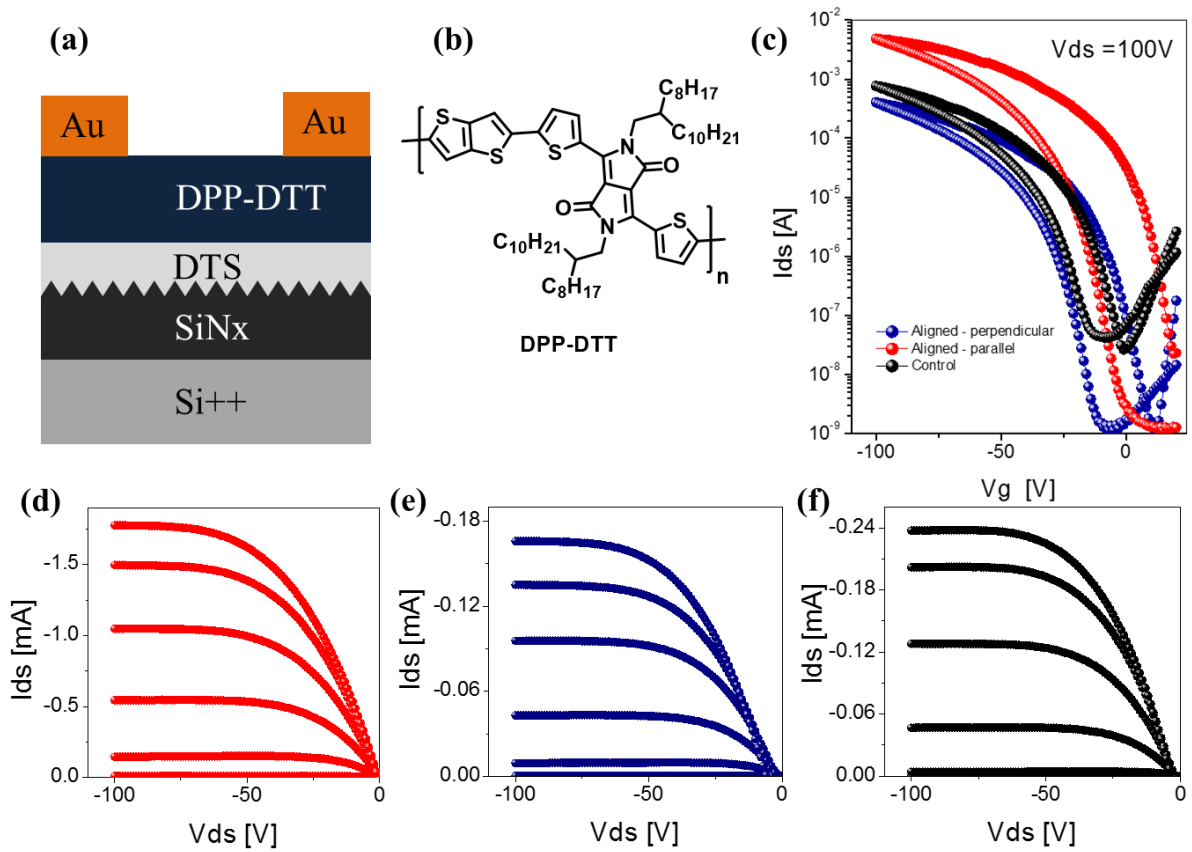 (a)
Au
Au
DPP-DTT
DTS
SiNx
Si++
(b)
C8H17
C10H21
S
S
S
N
O
O
N
S
n
C10H21
C8H17
DPP-DTT
(c)
Vds =100V
Ids [A]
10-2
10-3
10-4
10-5
10-6
10-7
10-8
10-9
Aligned - perpendicular
Aligned - parallel
Control
-100
-50
0
Vg [V]
(d)
Ids [mA]
-1.5
-1.0
-0.5
0.0
-100
-50
0
Vds [V]
(e)
Ids [mA]
-0.18
-0.12
-0.06
0.00
-100
-50
0
Vds [V]
(f)
Ids [mA]
-0.24
-0.18
-0.12
-0.06
0.00
-100
-50
0
Vds [V]